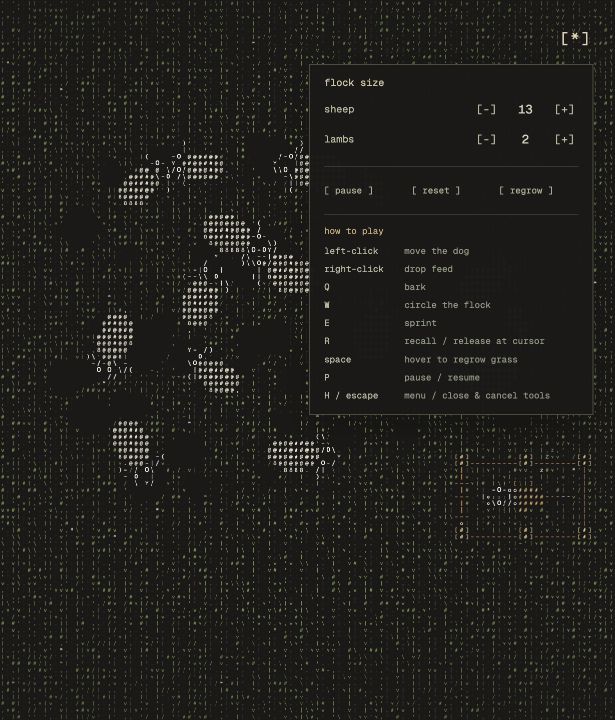 [*]
flock size
sheep [-] 13 [+]
lambs [-] 2 [+]
[ pause ] [ reset ] [ regrow ]
how to play
left-click move the dog
right-click drop feed
Q bark
W circle the flock
E sprint
R recall / release at cursor
space hover to regrow grass
P pause / resume
H / escape menu / close & cancel tools